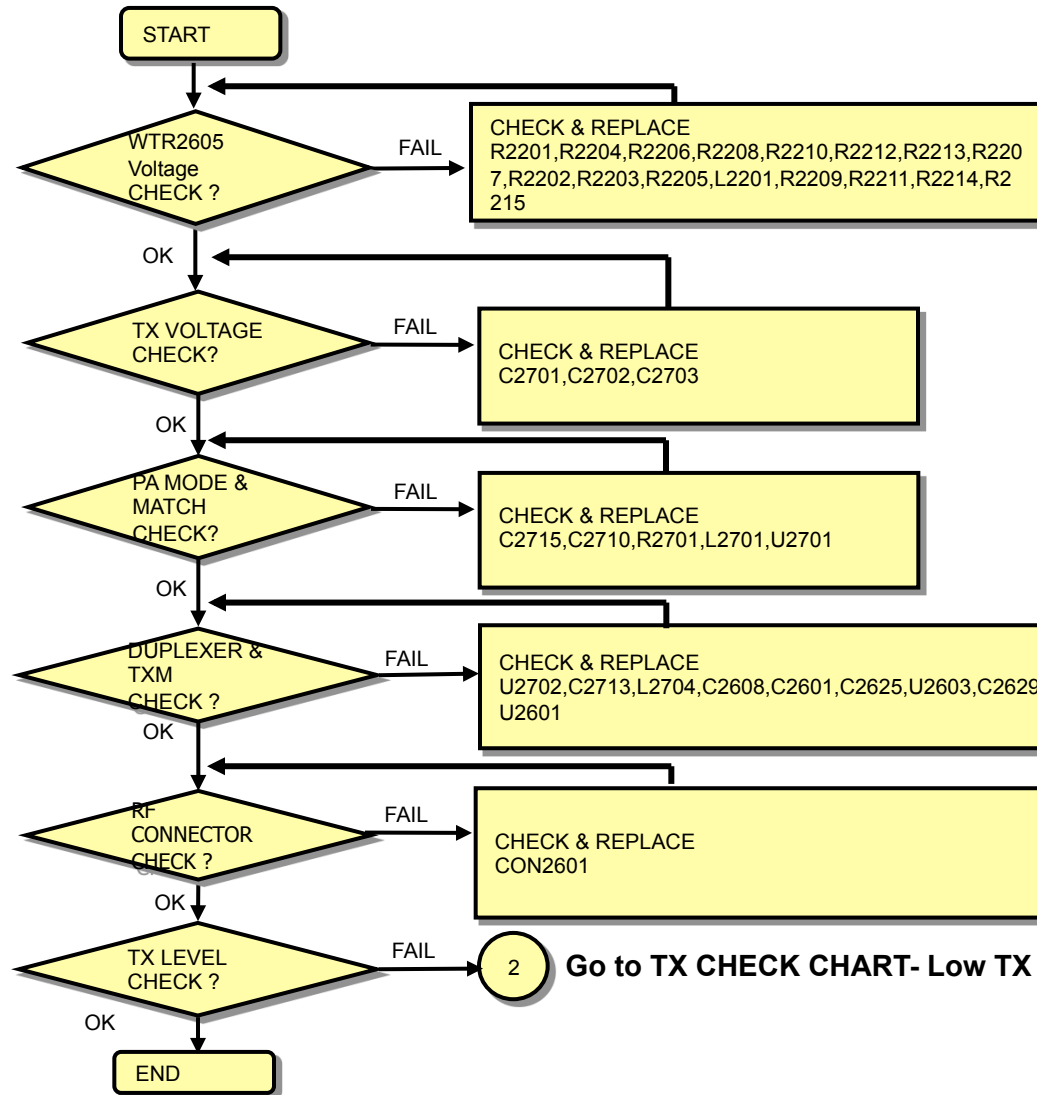 START
WTR2605
Voltage
CHECK ?
FAIL
CHECK & REPLACE
R2201,R2204,R2206,R2208,R2210,R2212,R2213,R220
7,R2202,R2203,R2205,L2201,R2209,R2211,R2214,R2
215
OK
TX VOLTAGE
CHECK?
FAIL
CHECK & REPLACE
C2701,C2702,C2703
OK
PA MODE &
MATCH
CHECK?
FAIL
CHECK & REPLACE
C2715,C2710,R2701,L2701,U2701
OK
DUPLEXER &
TXM
CHECK ?
FAIL
CHECK & REPLACE
U2702,C2713,L2704,C2608,C2601,C2625,U2603,C2629
U2601
OK
RF
CONNECTOR
CHECK ?
FAIL
CHECK & REPLACE
CON2601
OK
TX LEVEL
CHECK ?
FAIL
2
Go to TX CHECK CHART- Low TX
OK
END